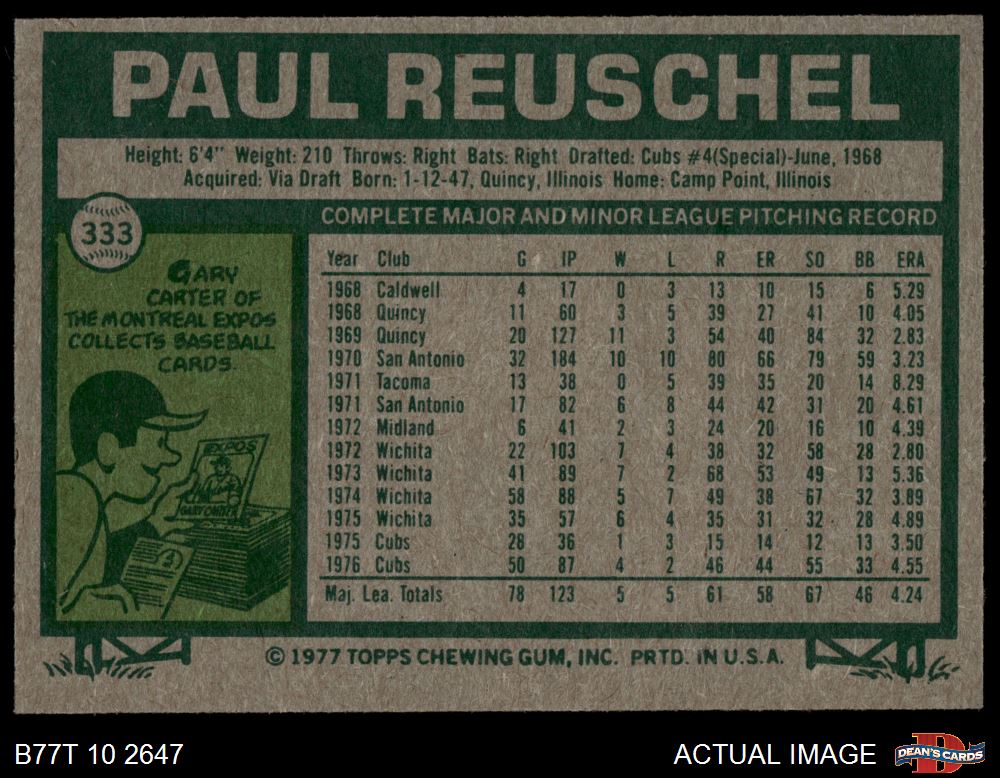 PAUL REUSCHEL
Height: 6'4" Weight: 210 Throws: Right Bats: Right Drafted: Cubs #4(Special)-June, 1968
Acquired: Via Draft Born: 1-12-47, Quincy, Illinois Home: Camp Point, Illinois
333
COMPLETE MAJOR AND MINOR LEAGUE PITCHING RECORD
GARY
CARTER OF
THE MONTREAL EXPOS
COLLECTS BASEBALL
CARDS.
EXPOS
GARY CARTER
Year Club G IP W L R ER SO BB ERA
1968 Caldwell 4 17 0 3 13 10 15 6 5.29
1968 Quincy 11 60 3 5 39 27 41 10 4.05
1969 Quincy 20 127 11 3 54 40 84 32 2.83
1970 San Antonio 32 184 10 10 80 66 79 59 3.23
1971 Tacoma 13 38 0 5 39 35 20 14 8.29
1971 San Antonio 17 82 6 8 44 42 31 20 4.61
1972 Midland 6 41 2 3 24 20 16 10 4.39
1972 Wichita 22 103 7 4 38 32 58 28 2.80
1973 Wichita 41 89 7 2 68 53 49 13 5.36
1974 Wichita 58 88 5 7 49 38 67 32 3.89
1975 Wichita 35 57 6 4 35 31 32 28 4.89
1975 Cubs 28 36 1 3 15 14 12 13 3.50
1976 Cubs 50 87 4 2 46 44 55 33 4.55
Maj. Lea. Totals 78 123 5 5 61 58 67 46 4.24
© 1977 TOPPS CHEWING GUM, INC. PRTD. IN U.S.A.
B77T 10 2647
ACTUAL IMAGE
DEAN'S CARDS